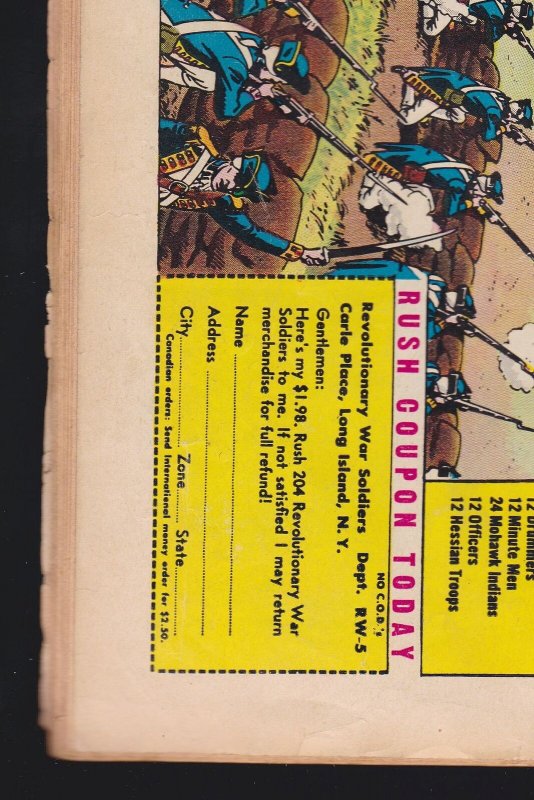 RUSH COUPON TODAY
NO C.O.D.'s
Revolutionary War Soldiers Dept. RW-5
Carle Place, Long Island, N. Y.
Gentlemen:
Here's my $1.98. Rush 204 Revolutionary War
Soldiers to me. If not satisfied I may return
merchandise for full refund!
Name
Address
City Zone State
Canadian orders: Send International money order for $2.50.
12 Drummers
12 Minute Men
24 Mohawk Indians
12 Officers
12 Hessian Troops